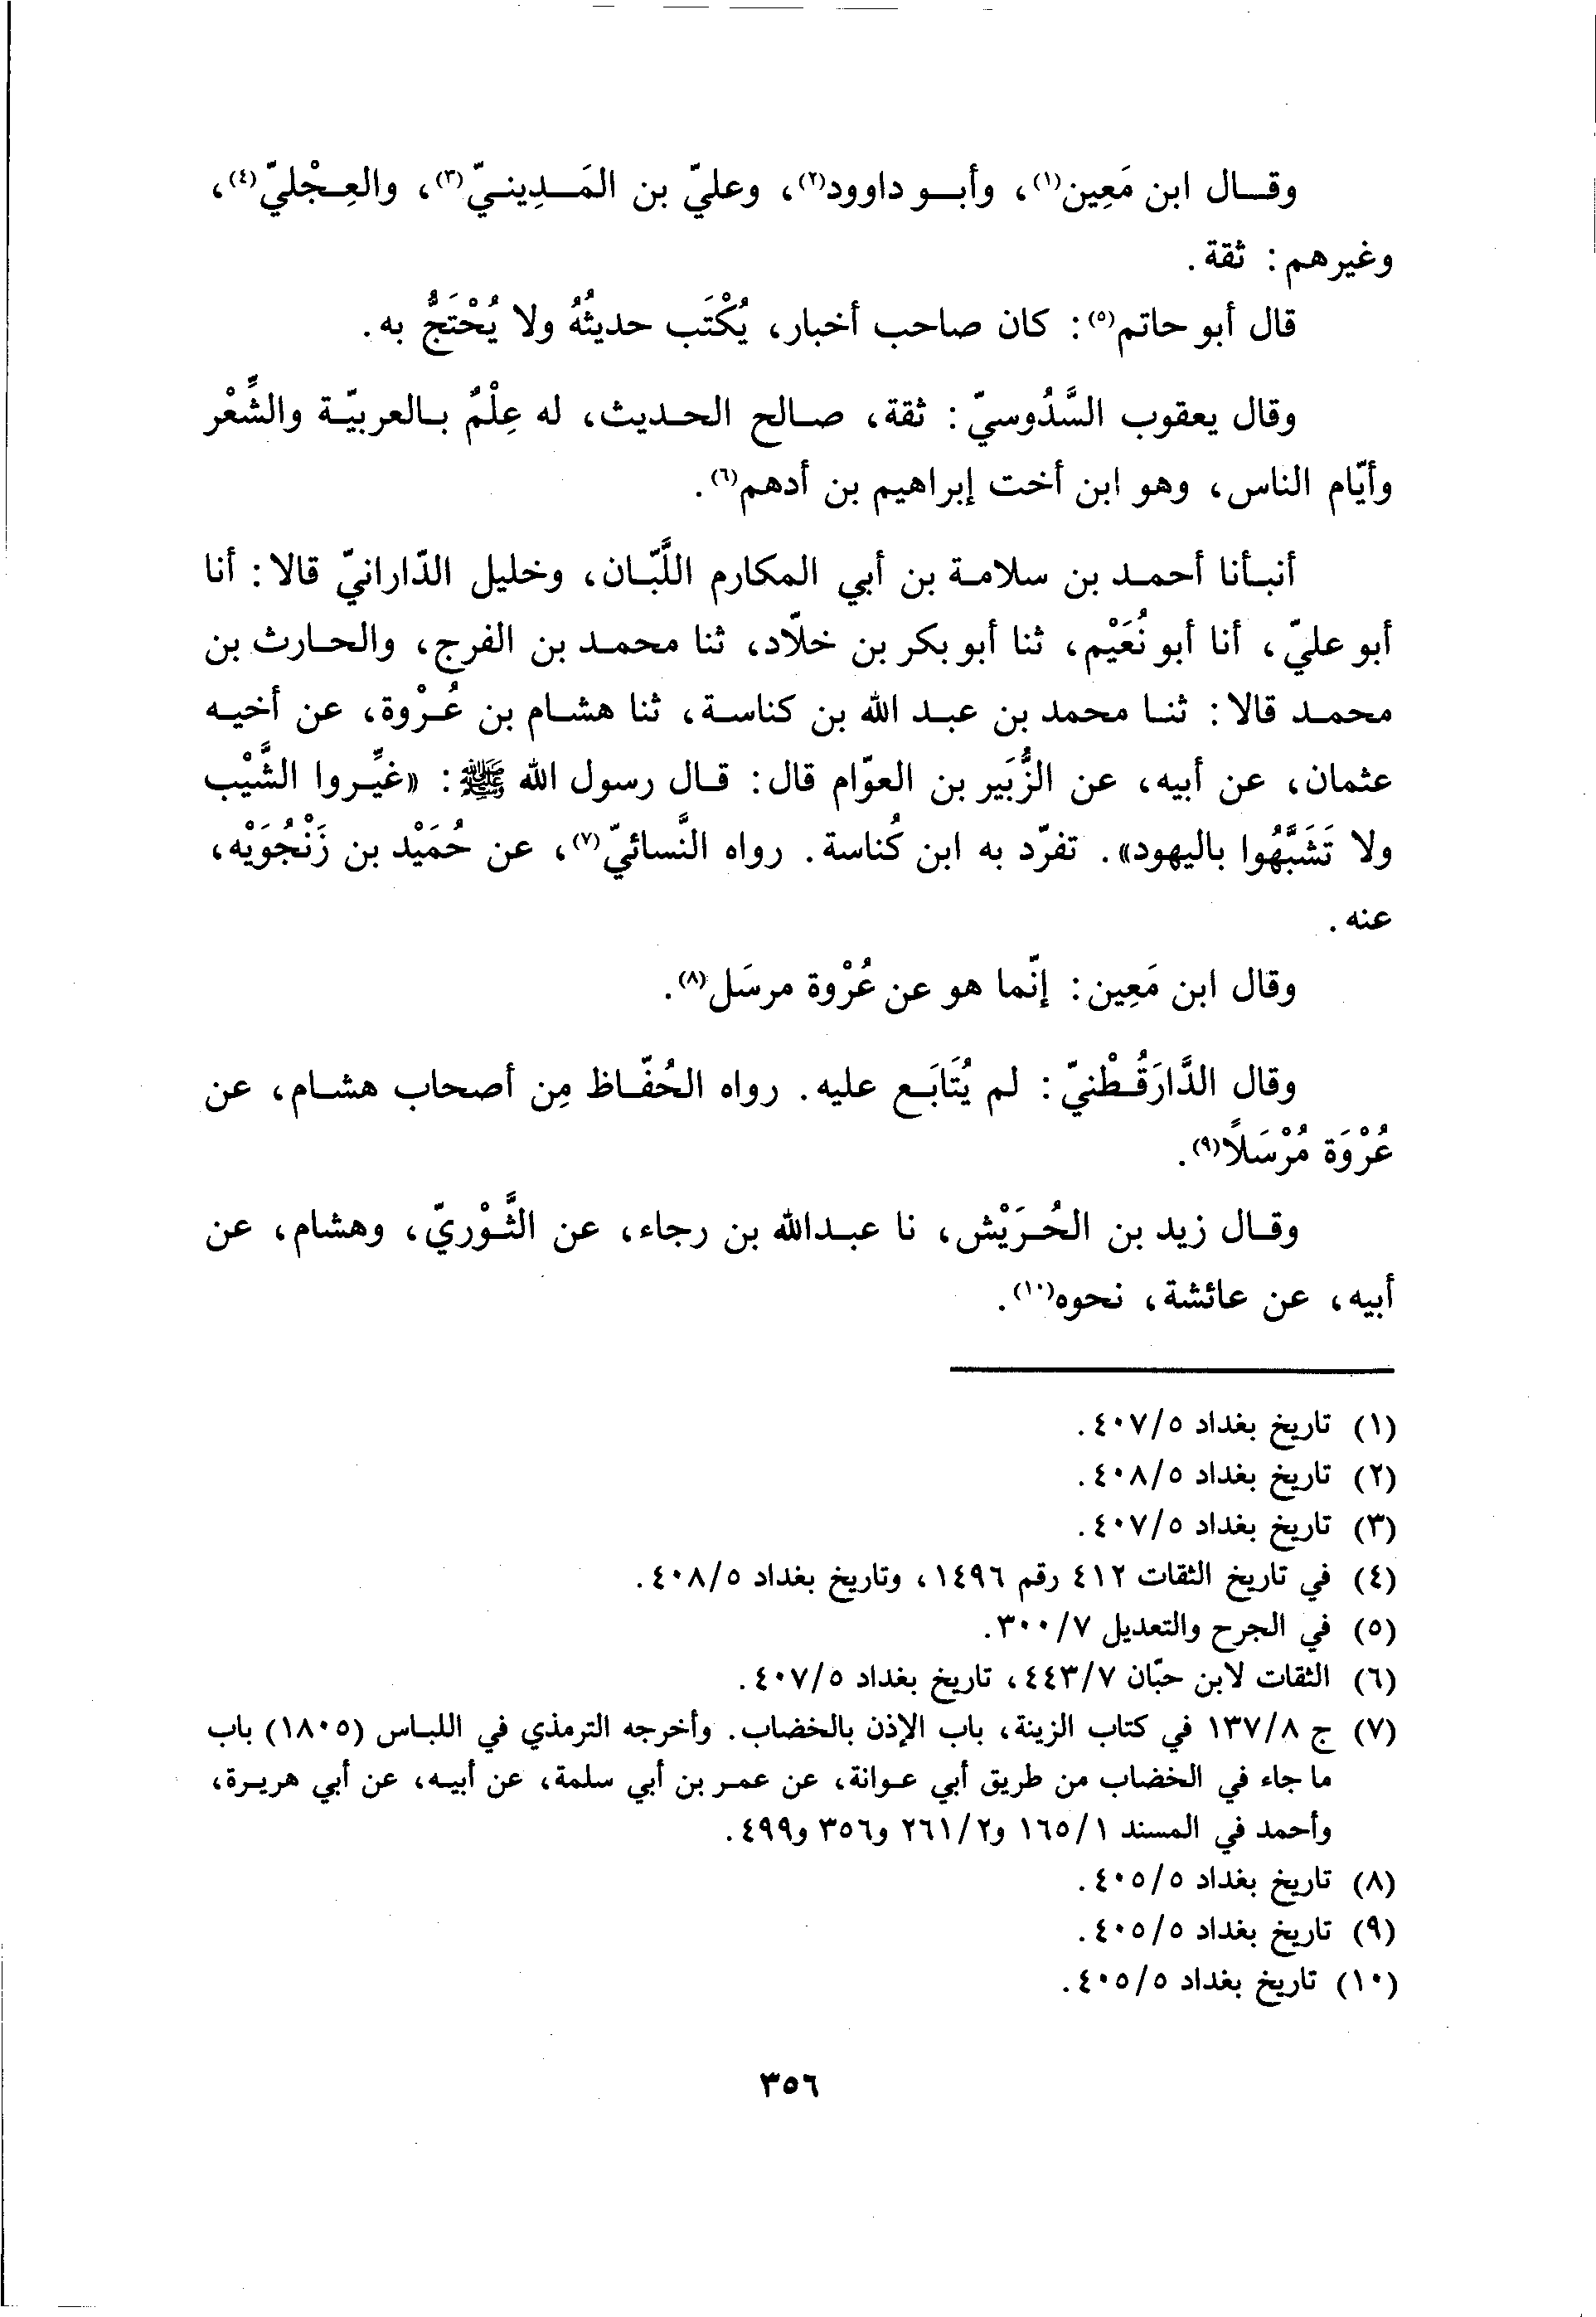 وقال ابن مَعِين(١)، وأبو داوود(٢)، وعليّ بن المَدِينيّ(٣)، والعِجْليّ(٤)،
وغيرهم: ثقة.
قال أبو حاتم(٥): كان صاحب أخبار، يُكْتَب حديثُهُ ولا يُحْتَجُّ به.
وقال يعقوب السَّدُوسيّ: ثقة، صالح الحديث، له عِلْمٌ بالعربيّة والشِّعْر
وأيّام الناس، وهو ابن أخت إبراهيم بن أدهم(٦).
أنبأنا أحمد بن سلامة بن أبي المكارم اللَّبّان، وخليل الدّارانيّ قالا: أنا
أبو عليّ، أنا أبو نُعَيْم، ثنا أبو بكر بن خلّاد، ثنا محمد بن الفرج، والحارث بن
محمد قالا: ثنا محمد بن عبد الله بن كناسة، ثنا هشام بن عُرْوة، عن أخيه
عثمان، عن أبيه، عن الزُّبَير بن العوّام قال: قال رسول الله ﷺ: «غيِّروا الشَّيْب
ولا تَشَبَّهُوا باليهود». تفرّد به ابن كُناسة. رواه النَّسائيّ(٧)، عن حُمَيْد بن زَنْجُوَيْه،
عنه.
وقال ابن مَعِين: إنّما هو عن عُرْوة مرسَل(٨).
وقال الدَّارَقُطْنيّ: لم يُتَابَع عليه. رواه الحُفّاظ مِن أصحاب هشام، عن
عُرْوَة مُرْسَلاً(٩).
وقال زيد بن الحُرَيْش، نا عبدالله بن رجاء، عن الثَّوْريّ، وهشام، عن
أبيه، عن عائشة، نحوه(١٠).
(١) تاريخ بغداد ٤٠٧/٥.
(٢) تاريخ بغداد ٤٠٨/٥.
(٣) تاريخ بغداد ٤٠٧/٥.
(٤) في تاريخ الثقات ٤١٢ رقم ١٤٩٦، وتاريخ بغداد ٤٠٨/٥.
(٥) في الجرح والتعديل ٣٠٠/٧.
(٦) الثقات لابن حبّان ٤٤٣/٧، تاريخ بغداد ٤٠٧/٥.
(٧) ج ١٣٧/٨ في كتاب الزينة، باب الإذن بالخضاب. وأخرجه الترمذي في اللباس (١٨٠٥) باب
ما جاء في الخضاب من طريق أبي عوانة، عن عمر بن أبي سلمة، عن أبيه، عن أبي هريرة،
وأحمد في المسند ١٦٥/١ و٢٦١/٢ و٣٥٦ و٤٩٩.
(٨) تاريخ بغداد ٤٠٥/٥.
(٩) تاريخ بغداد ٤٠٥/٥.
(١٠) تاريخ بغداد ٤٠٥/٥.
٣٥٦